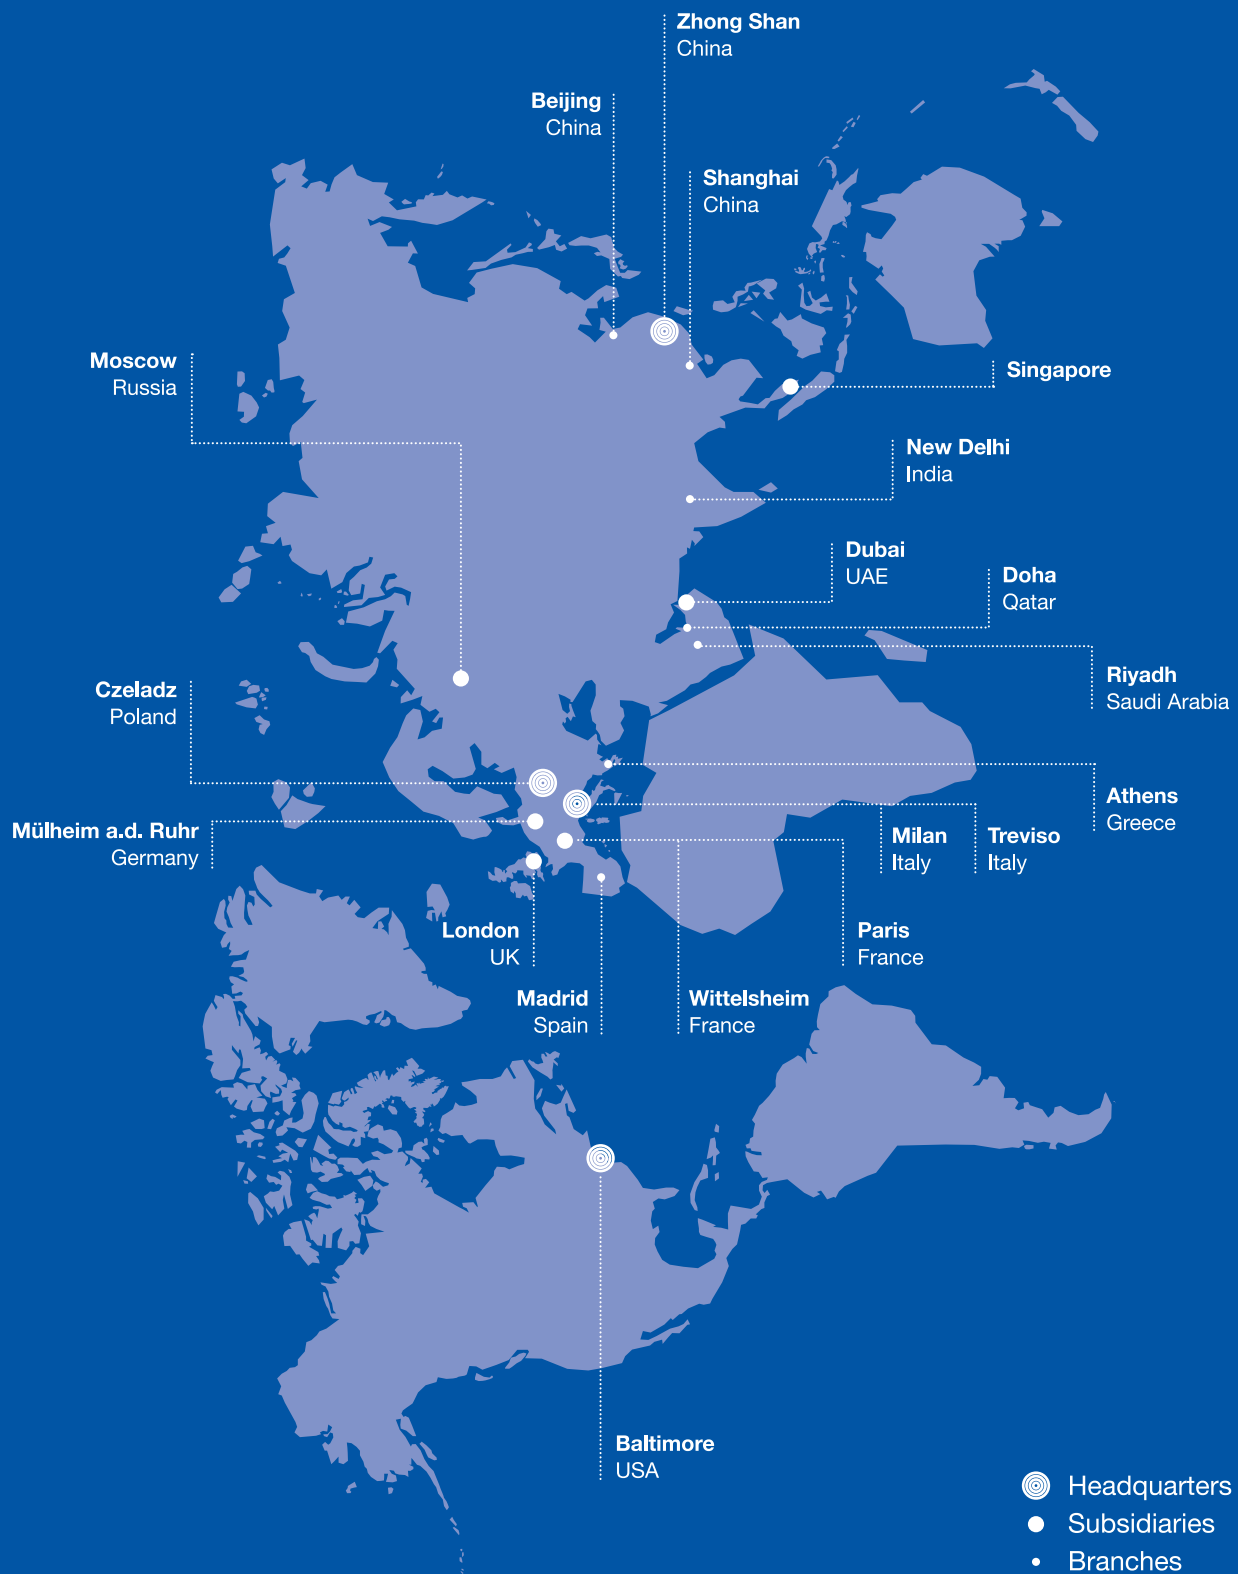 Zhong Shan
China
Beijing
China
Shanghai
China
Moscow
Russia
Singapore
New Delhi
India
Dubai
UAE
Doha
Qatar
Riyadh
Saudi Arabia
Czeladz
Poland
Athens
Greece
Mülheim a.d. Ruhr
Germany
Milan
Italy
Treviso
Italy
London
UK
Paris
France
Madrid
Spain
Wittelsheim
France
Baltimore
USA
Headquarters
Subsidiaries
Branches